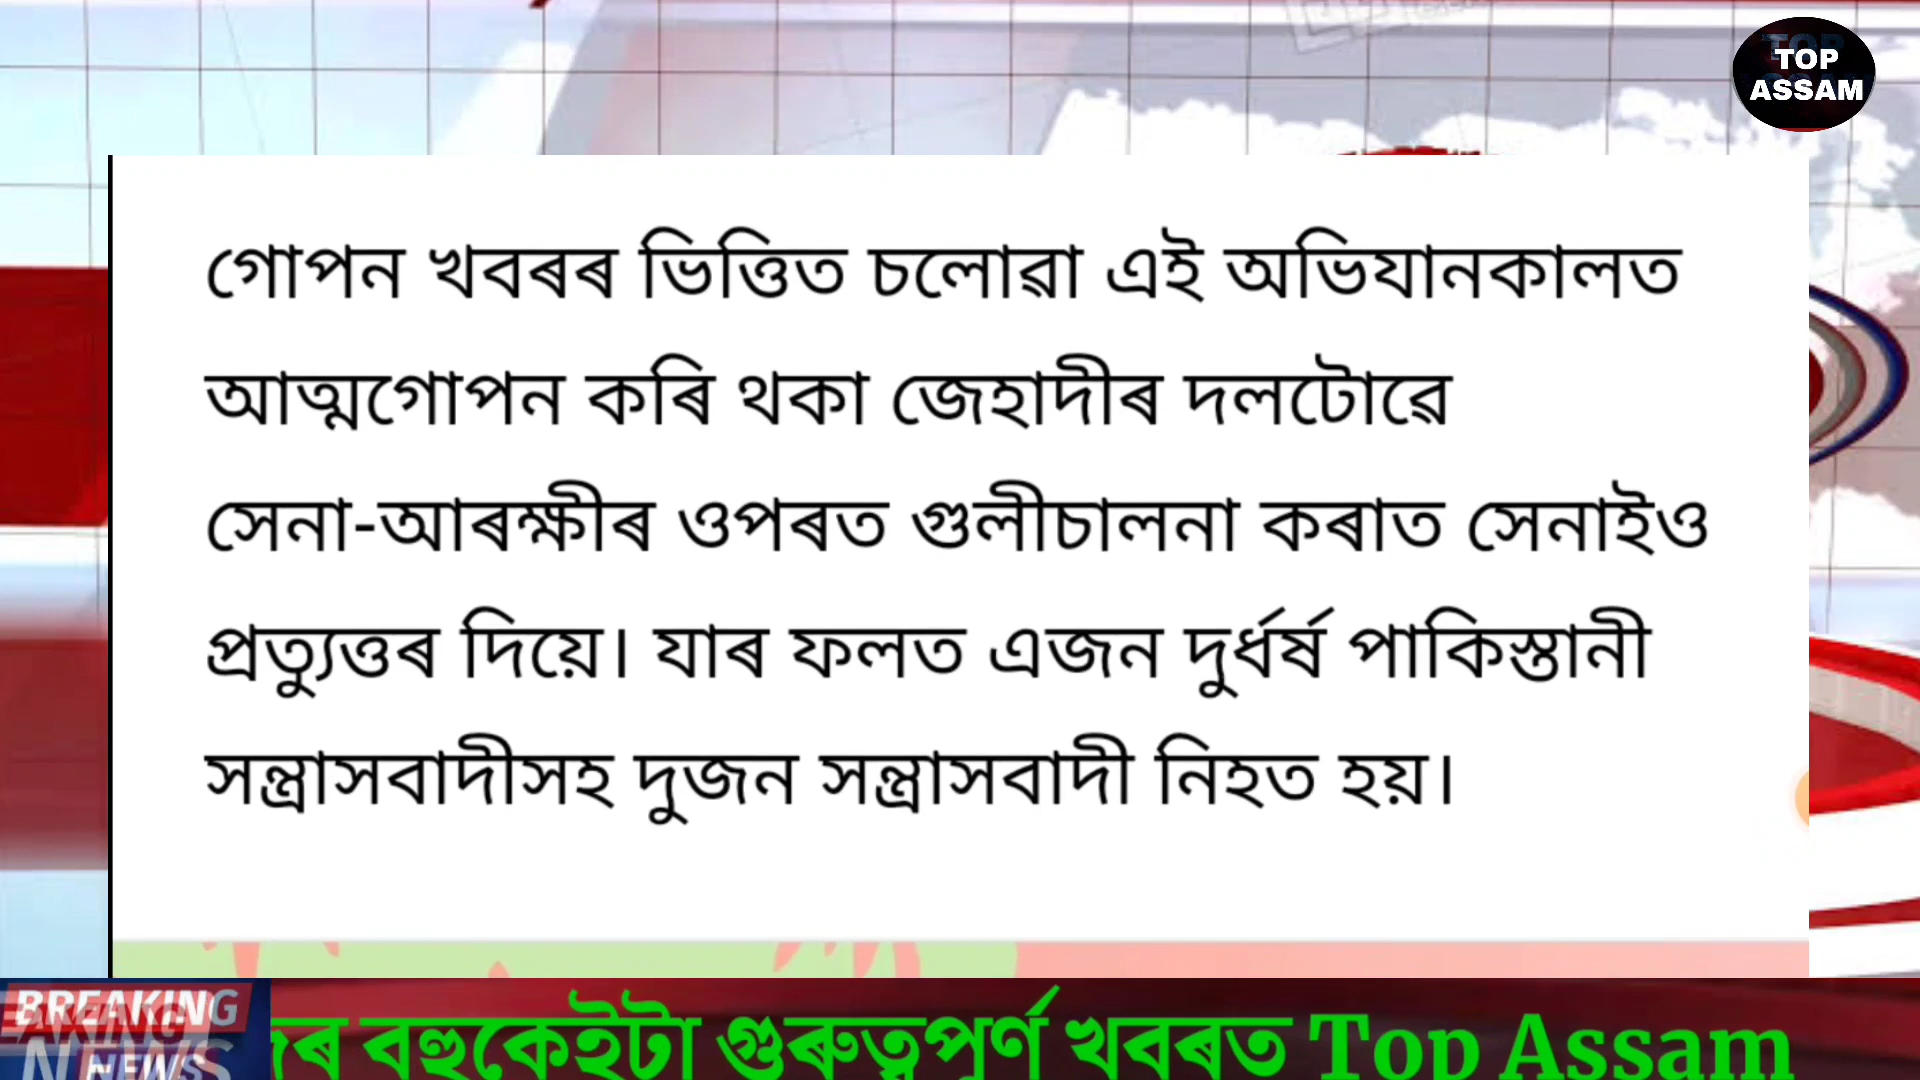 TOP
ASSAM
গোপন খবৰৰ ভিত্তিত চলোৱা এই অভিযানকালত
আত্মগোপন কৰি থকা জেহাদীৰ দলটোৱে
সেনা-আৰক্ষীৰ ওপৰত গুলীচালনা কৰাত সেনাইও
প্ৰত্যুত্তৰ দিয়ে। যাৰ ফলত এজন দুৰ্ধৰ্ষ পাকিস্তানী
সন্ত্ৰাসবাদীসহ দুজন সন্ত্ৰাসবাদী নিহত হয়।
BREAKING
NEWS
বহুকেইটা গুৰুত্বপূৰ্ণ খবৰত Top Assam